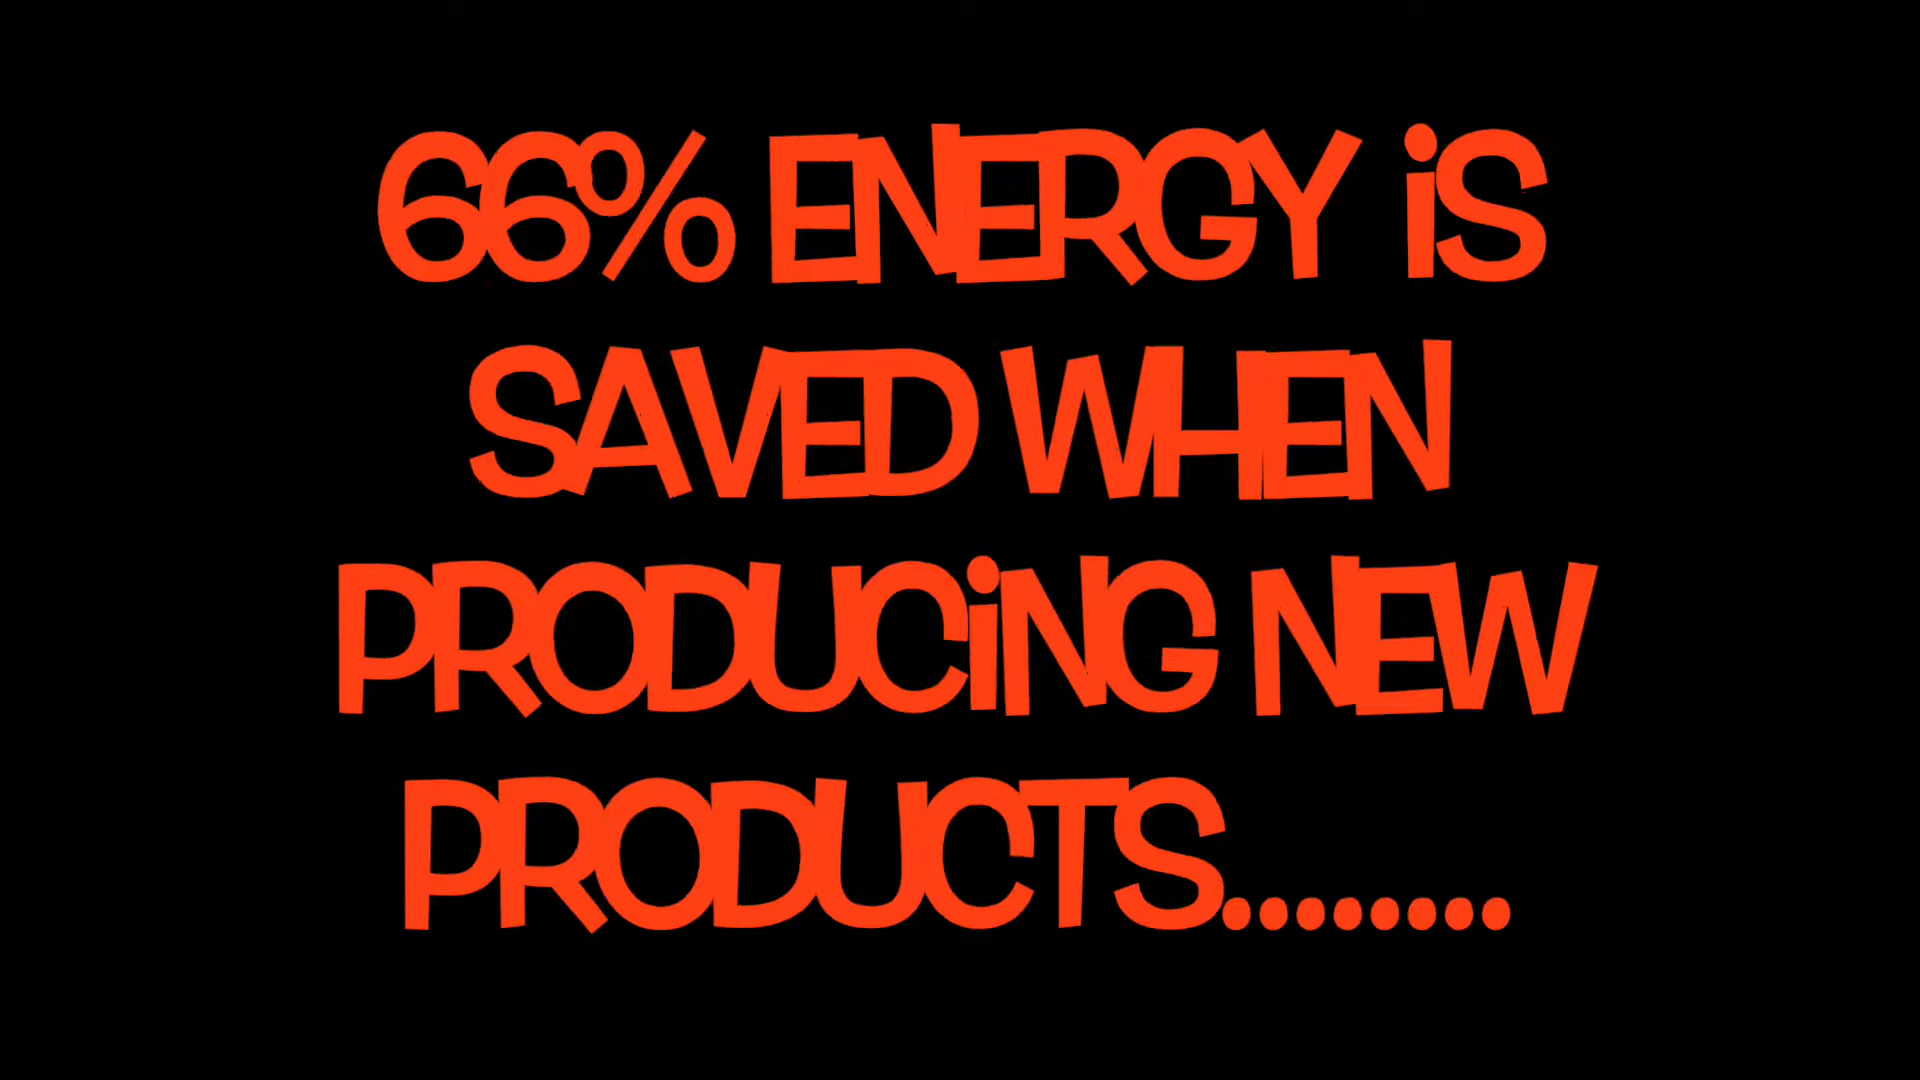 66% ENERGY iS
SAVED WHEN
PRODUCiNG NEW
PRODUCTS........